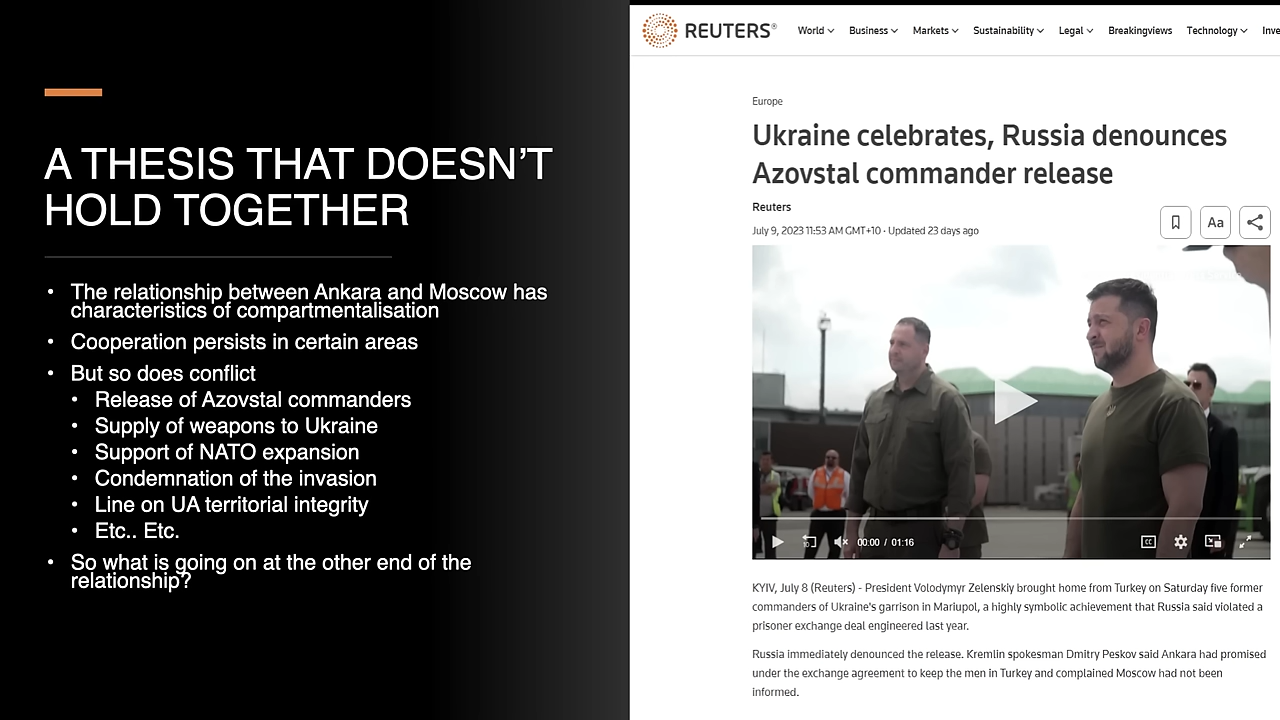 A THESIS THAT DOESN'T
HOLD TOGETHER
• The relationship between Ankara and Moscow has
characteristics of compartmentalisation
• Cooperation persists in certain areas
• But so does conflict
• Release of Azovstal commanders
• Supply of weapons to Ukraine
• Support of NATO expansion
• Condemnation of the invasion
• Line on UA territorial integrity
• Etc.. Etc.
• So what is going on at the other end of the
relationship?
REUTERS®
World Business Markets Sustainability Legal Breakingviews Technology Inve
Europe
Ukraine celebrates, Russia denounces
Azovstal commander release
Reuters
July 9, 2023 11:53 AM GMT+10 · Updated 23 days ago
Aa
10
00:00 / 01:16
CC
KYIV, July 8 (Reuters) - President Volodymyr Zelenskiy brought home from Turkey on Saturday five former
commanders of Ukraine's garrison in Mariupol, a highly symbolic achievement that Russia said violated a
prisoner exchange deal engineered last year.
Russia immediately denounced the release. Kremlin spokesman Dmitry Peskov said Ankara had promised
under the exchange agreement to keep the men in Turkey and complained Moscow had not been
informed.